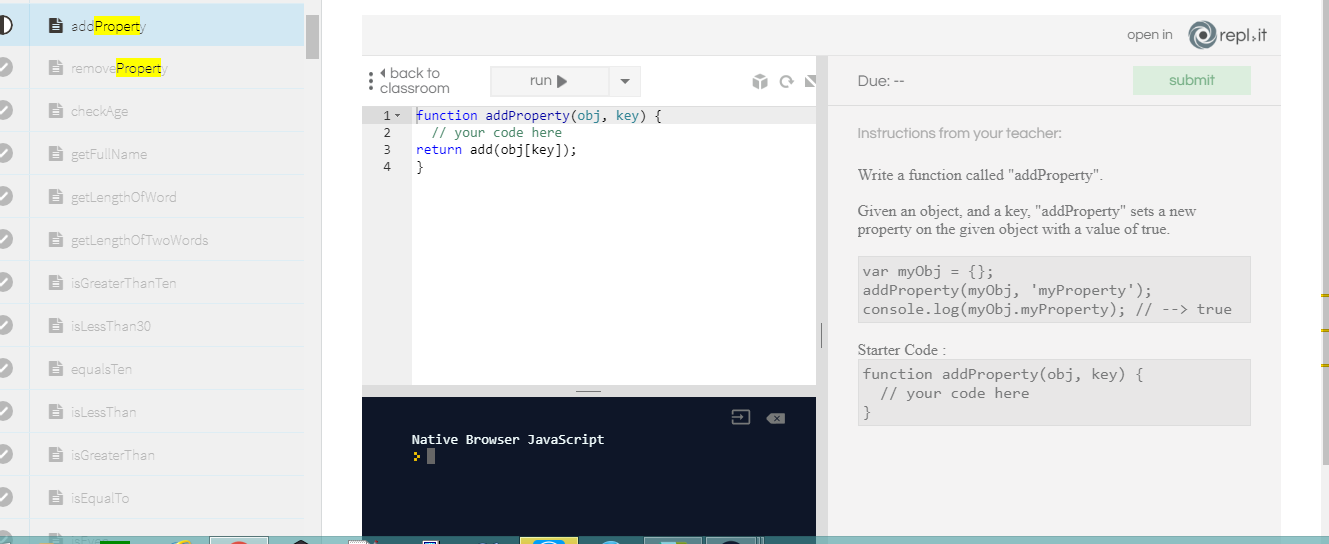 addProperty
removeProperty
checkAge
getFullName
getLengthOfWord
getLengthOfTwoWords
isGreaterThanTen
isLessThan30
equalsTen
isLessThan
isGreaterThan
isEqualTo
open in repl.it
back to
classroom
run
1 function addProperty(obj, key) {
2 // your code here
3 return add(obj[key]);
4 }
Native Browser JavaScript
>
Due: --
submit
Instructions from your teacher:
Write a function called "addProperty".
Given an object, and a key, "addProperty" sets a new
property on the given object with a value of true.
var myObj = {};
addProperty(myObj, 'myProperty');
console.log(myObj.myProperty); // --> true
Starter Code :
function addProperty(obj, key) {
// your code here
}